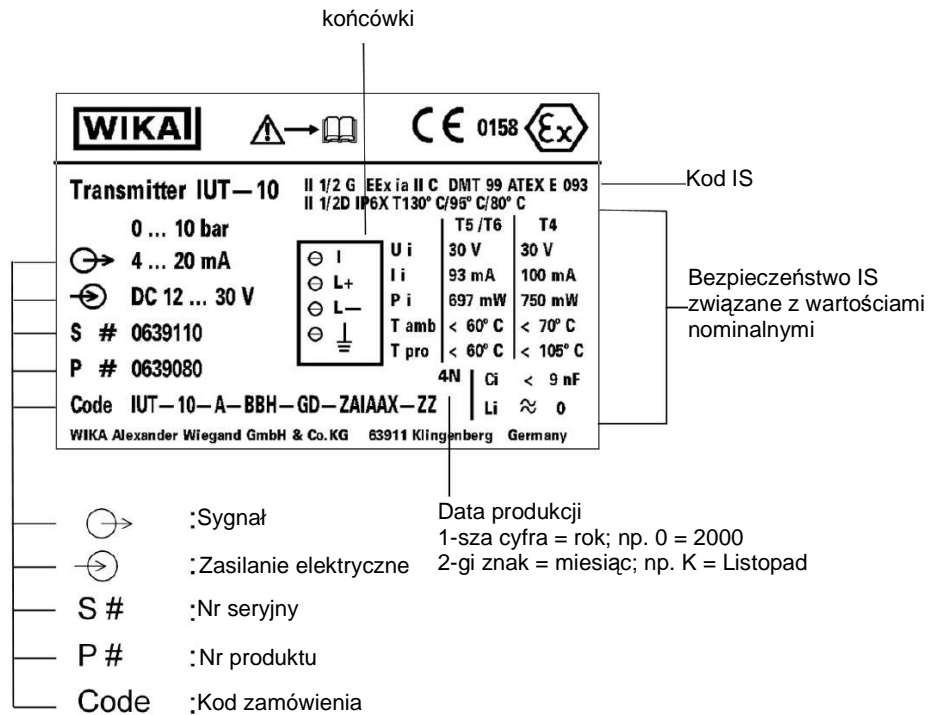 końcówki
WIKA
CE 0158 Ex
Transmitter IUT—10
II 1/2 G EEx ia II C DMT 99 ATEX E 093
II 1/2D IP6X T130° C/95° C/80° C
T5/T6 T4
0 ... 10 bar
4 ... 20 mA
DC 12 ... 30 V
S # 0639110
P # 0639080
I
L+
L—
U i 30 V 30 V
I i 93 mA 100 mA
P i 697 mW 750 mW
T amb < 60° C < 70° C
T pro < 60° C < 105° C
4N Ci < 9 nF
Li ≈ 0
Code IUT—10—A—BBH—GD—ZAIAAX—ZZ
WIKA Alexander Wiegand GmbH & Co. KG 63911 Klingenberg Germany
Kod IS
Bezpieczeństwo IS
związane z wartościami
nominalnymi
:Sygnał
:Zasilanie elektryczne
S # :Nr seryjny
P # :Nr produktu
Code :Kod zamówienia
Data produkcji
1-sza cyfra = rok; np. 0 = 2000
2-gi znak = miesiąc; np. K = Listopad